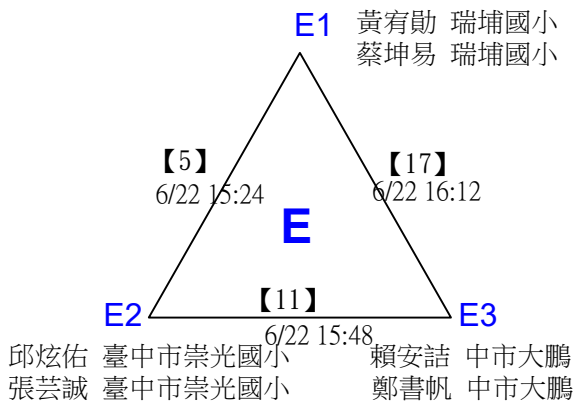 E1 黃宥勛 瑞埔國小
蔡坤易 瑞埔國小
【5】
6/22 15:24
【17】
6/22 16:12
E
【11】
6/22 15:48
E2
E3
邱炫佑 臺中市崇光國小
張芸誠 臺中市崇光國小
賴安詰 中市大鵬
鄭書帆 中市大鵬